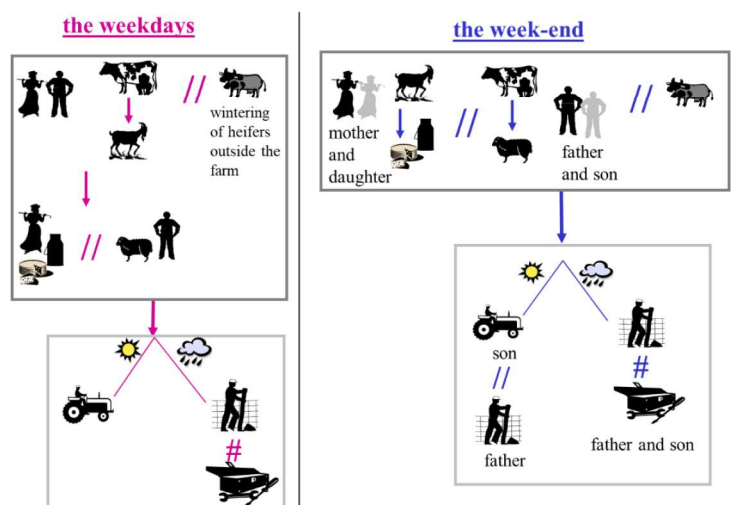 the weekdays
//
wintering
of heifers
outside the
farm
//
#
the week-end
mother
and
daughter
//
father
and son
//
son
//
father
#
father and son